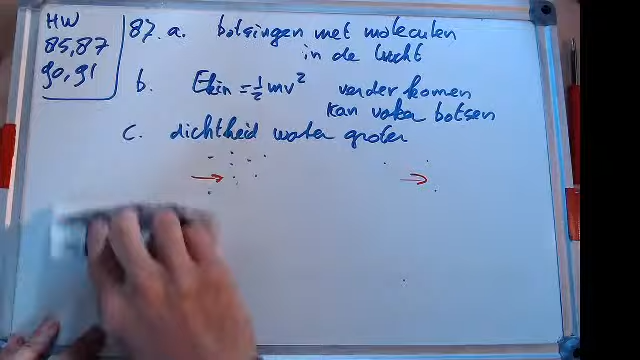 HW
85,87
90,91
87. a. botsingen met moleculen
in de lucht
b. Ekin = ½mv² verder komen
kan vaker botsen
c. dichtheid water groter